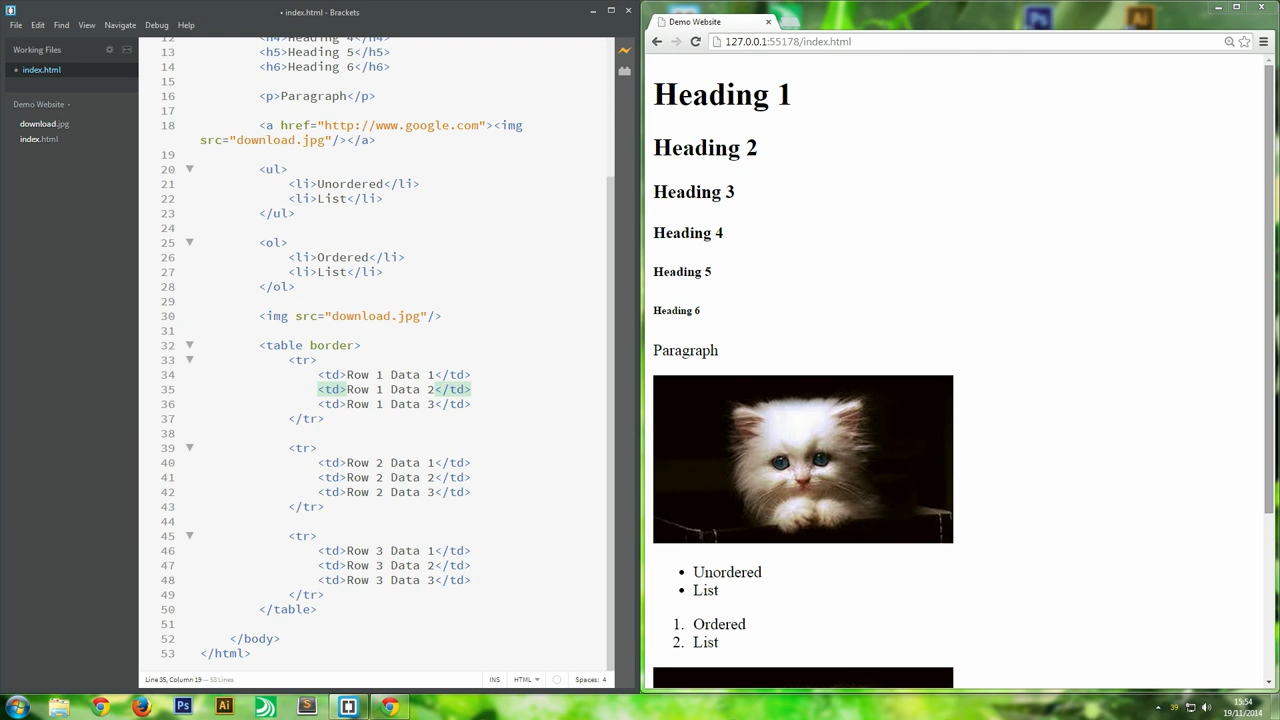 • index.html - Brackets
File Edit Find View Navigate Debug Help
Working Files
• index.html
Demo Website
download.jpg
index.html
12 <h4>Heading 4</h4>
13 <h5>Heading 5</h5>
14 <h6>Heading 6</h6>
15
16 <p>Paragraph</p>
17
18 <a href="http://www.google.com"><img
src="download.jpg"/></a>
19
20 <ul>
21 <li>Unordered</li>
22 <li>List</li>
23 </ul>
24
25 <ol>
26 <li>Ordered</li>
27 <li>List</li>
28 </ol>
29
30 <img src="download.jpg"/>
31
32 <table border>
33 <tr>
34 <td>Row 1 Data 1</td>
35 <td>Row 1 Data 2</td>
36 <td>Row 1 Data 3</td>
37 </tr>
38
39 <tr>
40 <td>Row 2 Data 1</td>
41 <td>Row 2 Data 2</td>
42 <td>Row 2 Data 3</td>
43 </tr>
44
45 <tr>
46 <td>Row 3 Data 1</td>
47 <td>Row 3 Data 2</td>
48 <td>Row 3 Data 3</td>
49 </tr>
50 </table>
51
52 </body>
53 </html>
Line 35, Column 19 — 53 Lines
INS HTML Spaces: 4
Demo Website
127.0.0.1:55178/index.html
Heading 1
Heading 2
Heading 3
Heading 4
Heading 5
Heading 6
Paragraph
• Unordered
• List
1. Ordered
2. List
Ps Ai S
39
15:54
19/11/2014